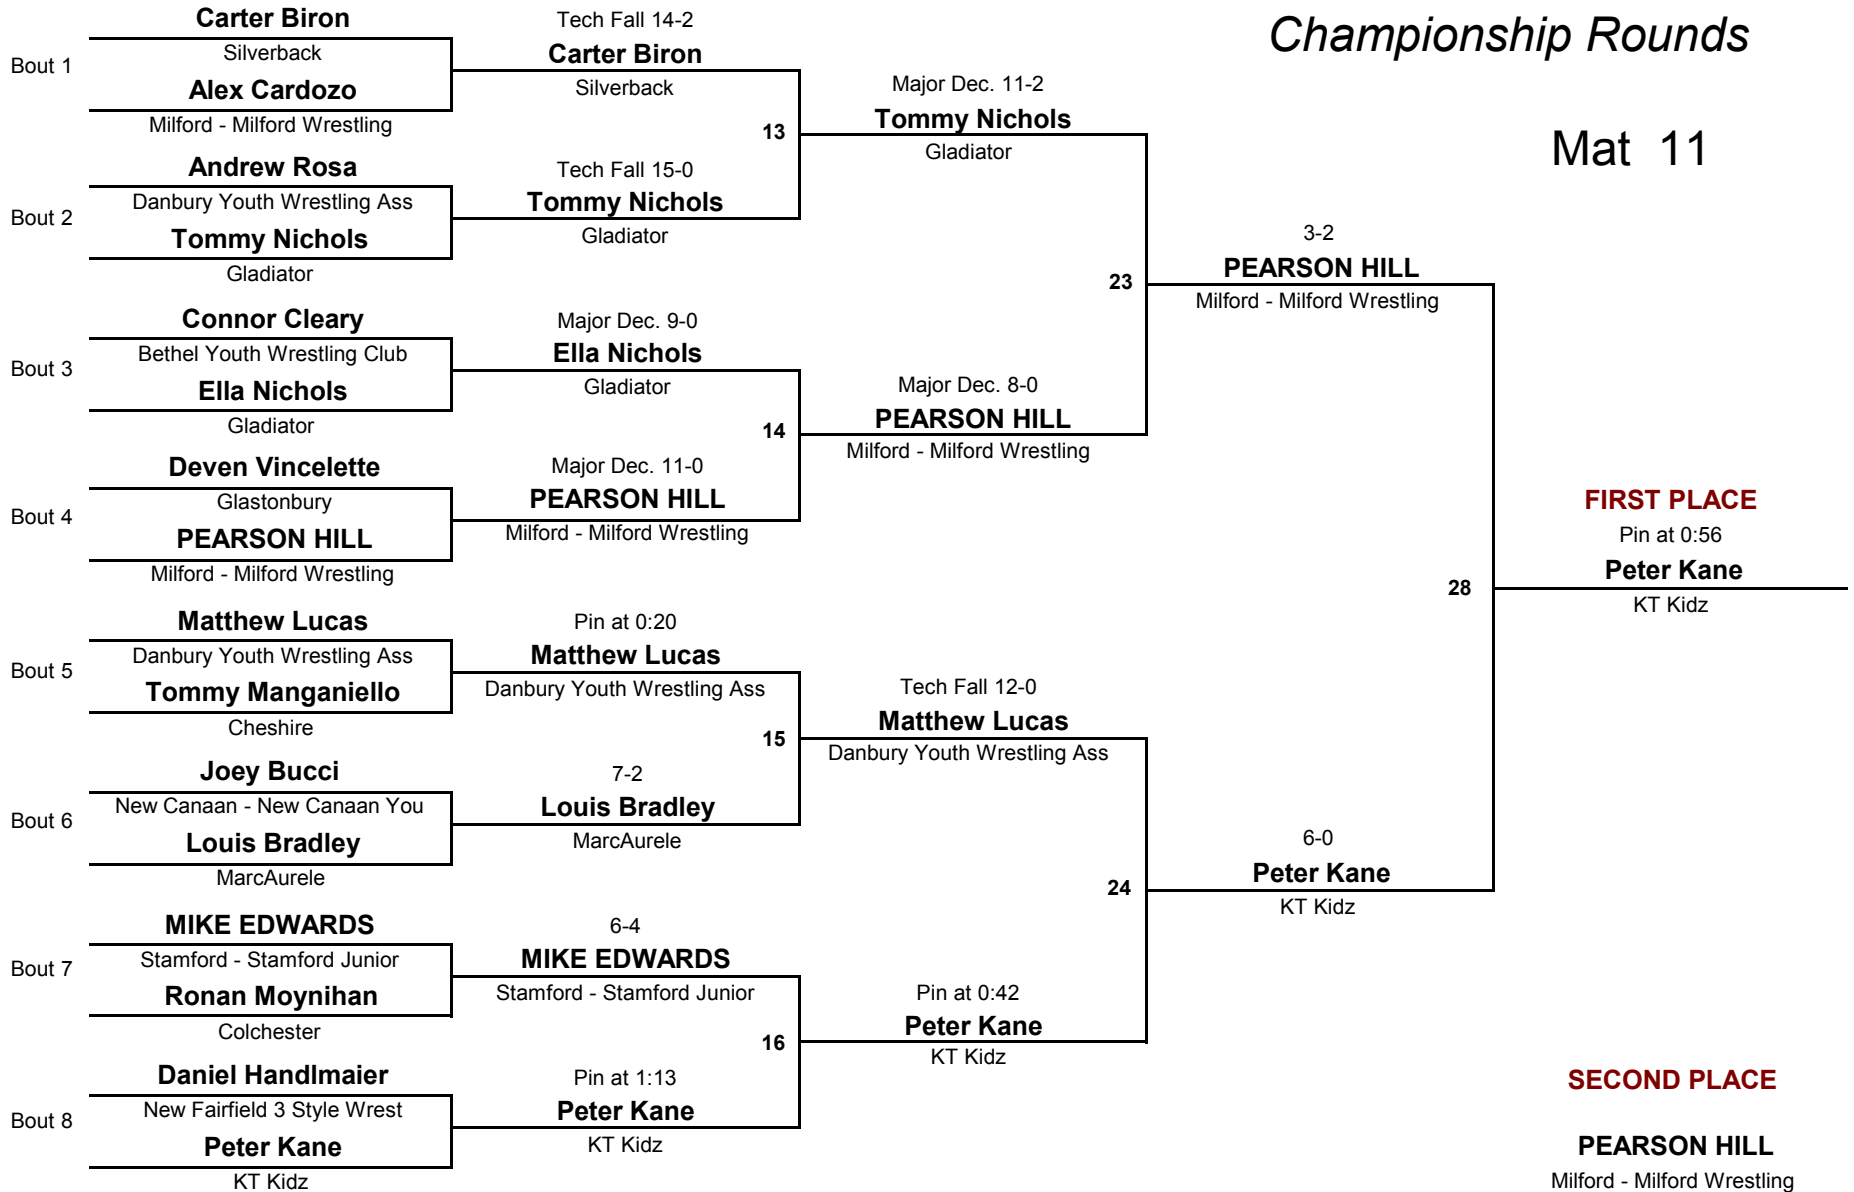 Championship Rounds
Mat 11
Bout 1
Carter Biron
Silverback
Alex Cardozo
Milford - Milford Wrestling
Bout 2
Andrew Rosa
Danbury Youth Wrestling Ass
Tommy Nichols
Gladiator
Bout 3
Connor Cleary
Bethel Youth Wrestling Club
Ella Nichols
Gladiator
Bout 4
Deven Vincelette
Glastonbury
PEARSON HILL
Milford - Milford Wrestling
Bout 5
Matthew Lucas
Danbury Youth Wrestling Ass
Tommy Manganiello
Cheshire
Bout 6
Joey Bucci
New Canaan - New Canaan You
Louis Bradley
MarcAurele
Bout 7
MIKE EDWARDS
Stamford - Stamford Junior
Ronan Moynihan
Colchester
Bout 8
Daniel Handlmaier
New Fairfield 3 Style Wrest
Peter Kane
KT Kidz
Tech Fall 14-2
Carter Biron
Silverback
13
Tech Fall 15-0
Tommy Nichols
Gladiator
Major Dec. 9-0
Ella Nichols
Gladiator
14
Major Dec. 11-0
PEARSON HILL
Milford - Milford Wrestling
Pin at 0:20
Matthew Lucas
Danbury Youth Wrestling Ass
15
7-2
Louis Bradley
MarcAurele
6-4
MIKE EDWARDS
Stamford - Stamford Junior
16
Pin at 1:13
Peter Kane
KT Kidz
Major Dec. 11-2
Tommy Nichols
Gladiator
23
Major Dec. 8-0
PEARSON HILL
Milford - Milford Wrestling
Tech Fall 12-0
Matthew Lucas
Danbury Youth Wrestling Ass
24
Pin at 0:42
Peter Kane
KT Kidz
3-2
PEARSON HILL
Milford - Milford Wrestling
28
6-0
Peter Kane
KT Kidz
FIRST PLACE
Pin at 0:56
Peter Kane
KT Kidz
SECOND PLACE
PEARSON HILL
Milford - Milford Wrestling